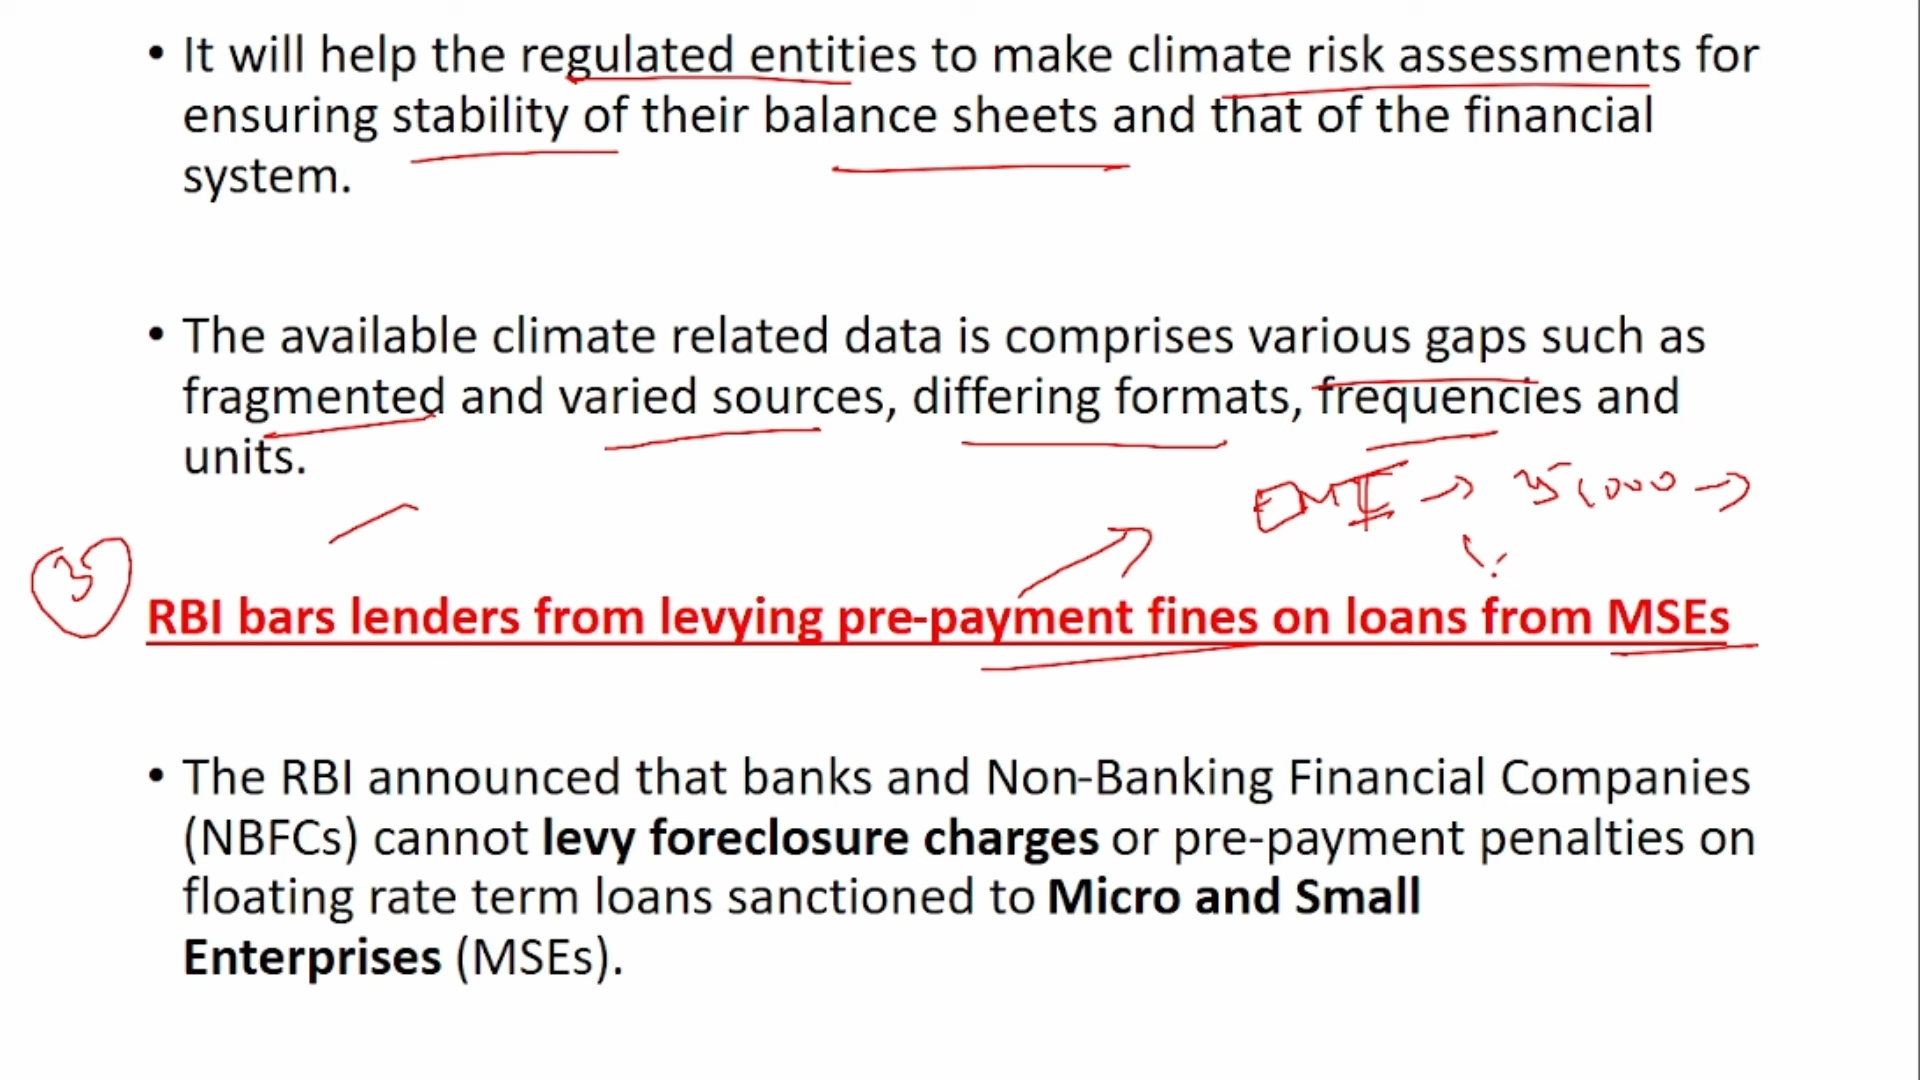 • It will help the regulated entities to make climate risk assessments for
ensuring stability of their balance sheets and that of the financial
system.
• The available climate related data is comprises various gaps such as
fragmented and varied sources, differing formats, frequencies and
units.
EMI →
RBI bars lenders from levying pre-payment fines on loans from MSEs
• The RBI announced that banks and Non-Banking Financial Companies
(NBFCs) cannot levy foreclosure charges or pre-payment penalties on
floating rate term loans sanctioned to Micro and Small
Enterprises (MSEs).